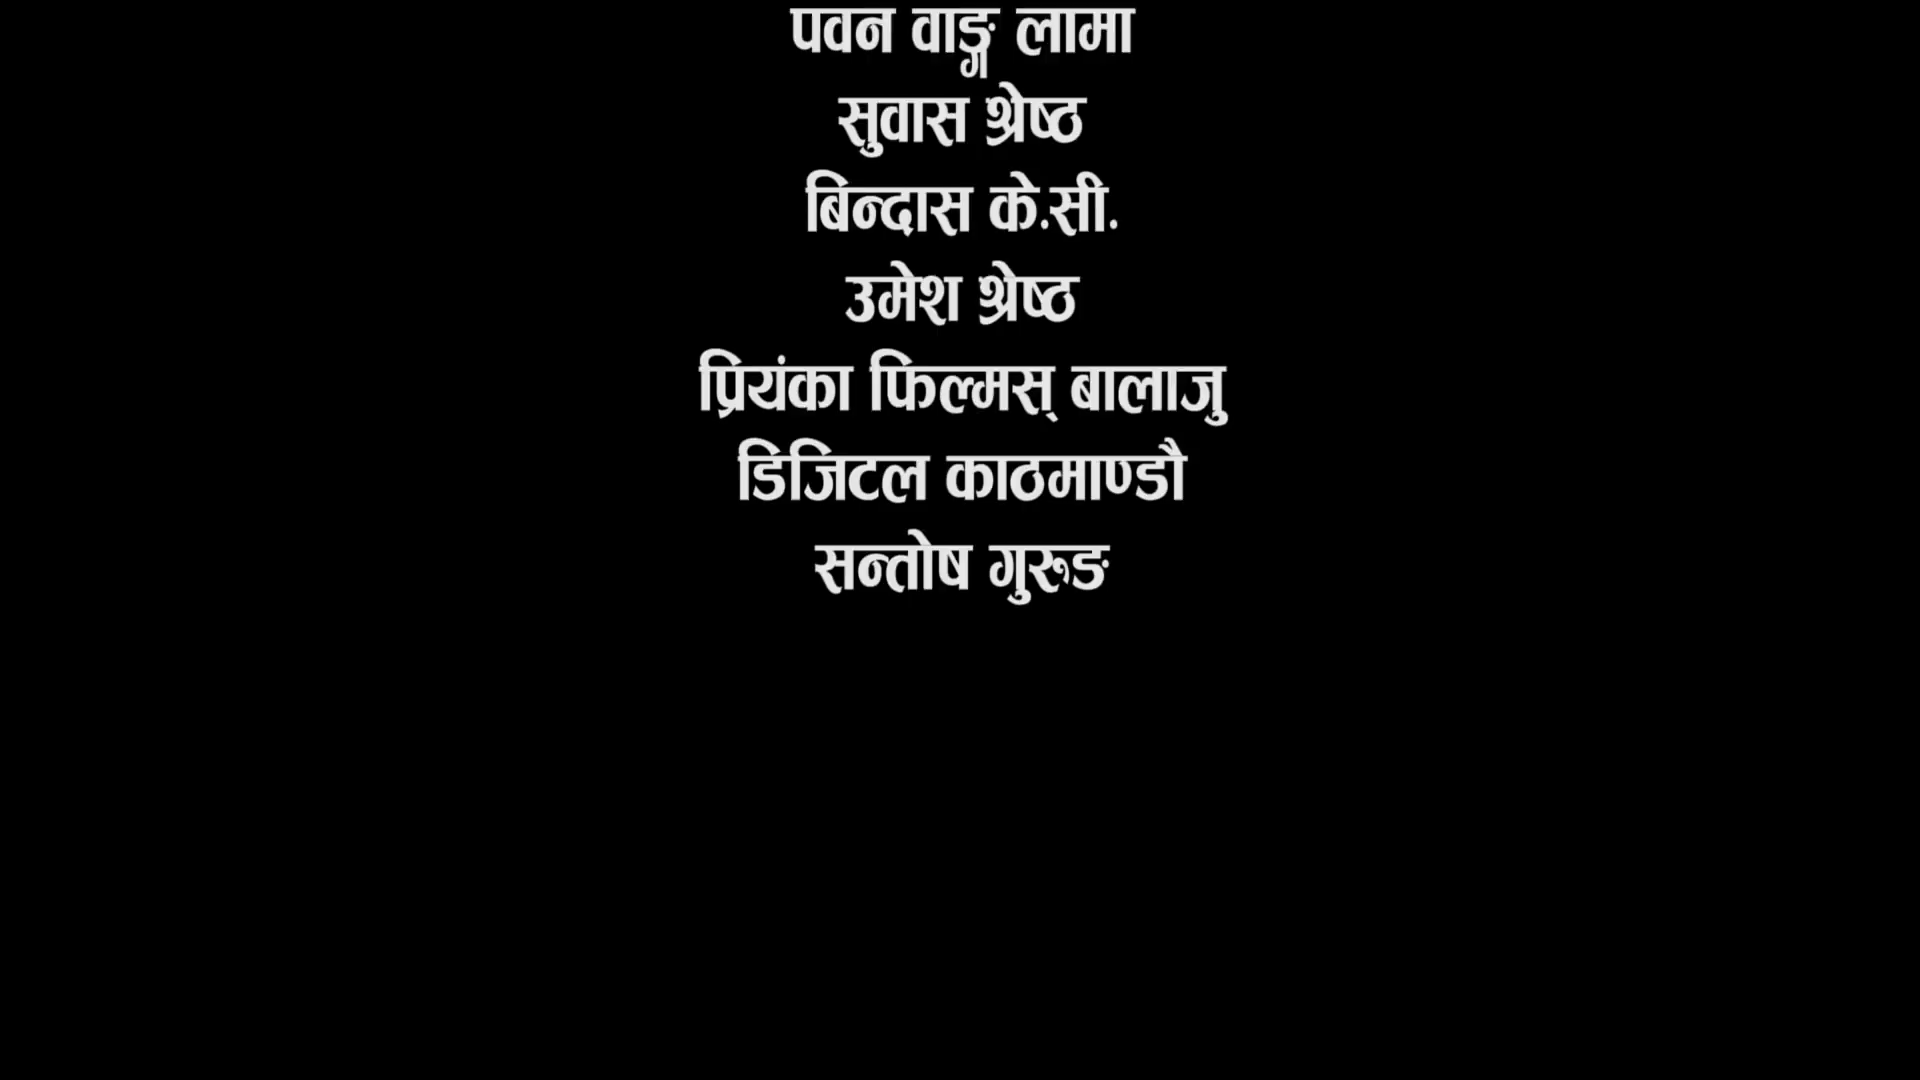 पवन वाङ्ग लामा
सुवास श्रेष्ठ
बिन्दास के.सी.
उमेश श्रेष्ठ
प्रियंका फिल्मस् बालाजु
डिजिटल काठमाण्डौ
सन्तोष गुरुङ